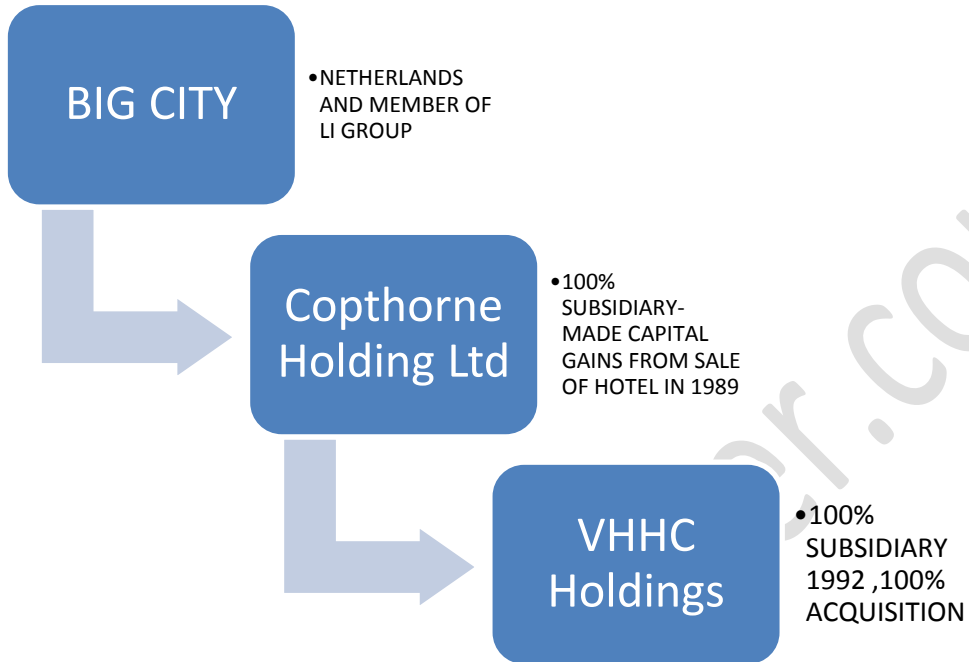 BIG CITY
•NETHERLANDS
AND MEMBER OF
LI GROUP
Copthorne
Holding Ltd
•100%
SUBSIDIARY-
MADE CAPITAL
GAINS FROM SALE
OF HOTEL IN 1989
VHHC
Holdings
•100%
SUBSIDIARY
1992 ,100%
ACQUISITION